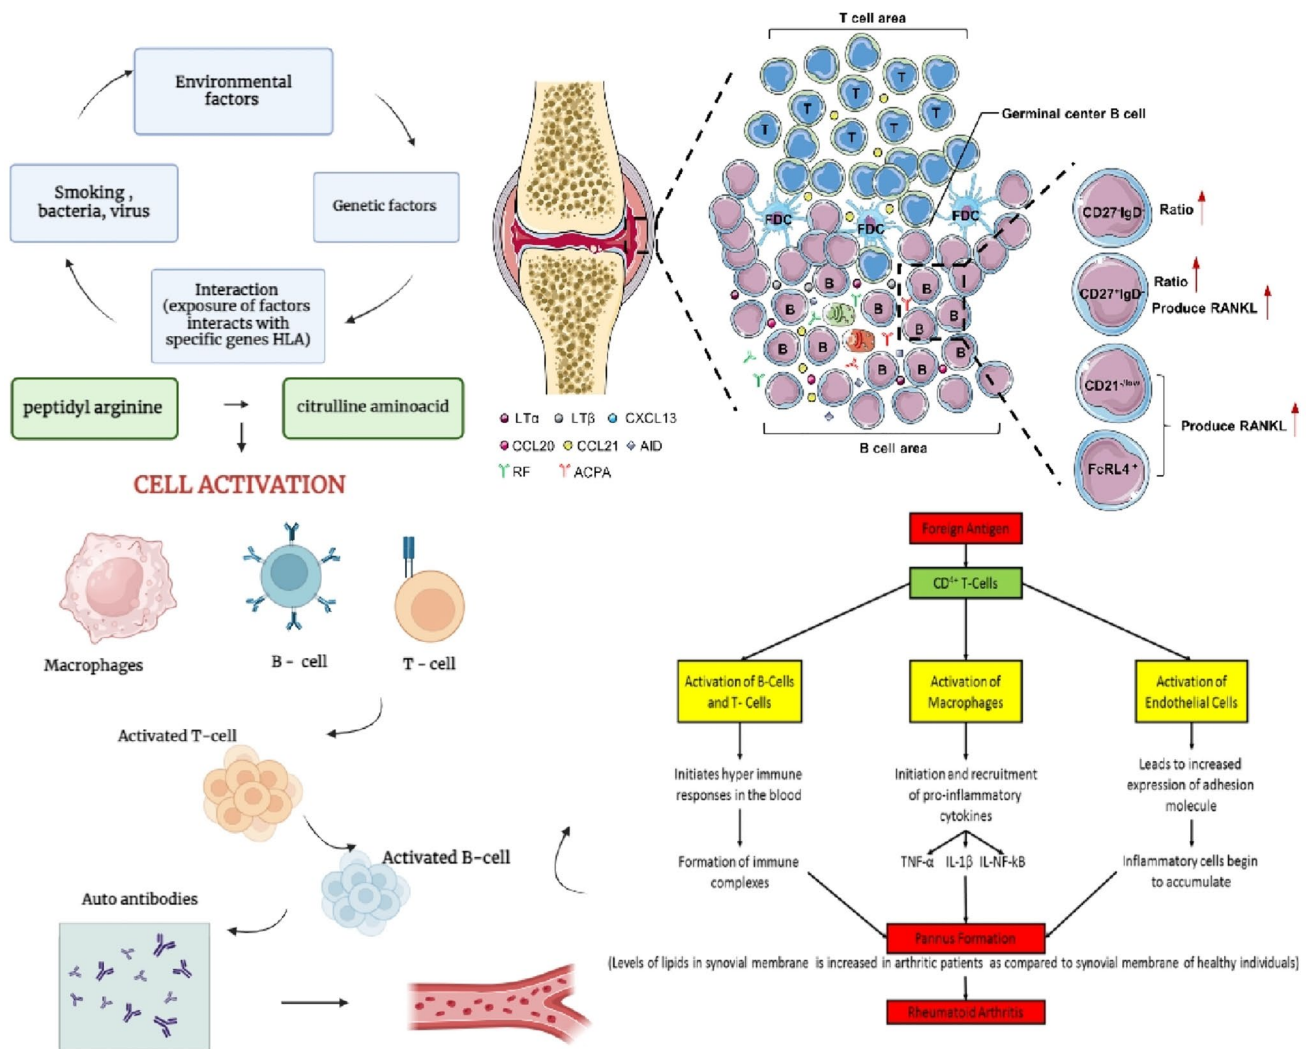 Environmental
factors
Smoking ,
bacteria, virus
Genetic factors
Interaction
(exposure of factors
interacts with
specific genes HLA)
peptidyl arginine
citrulline aminoacid
CELL ACTIVATION
Macrophages
B - cell
T - cell
Activated T-cell
Activated B-cell
Auto antibodies
T cell area
T
T
T
T
T
T
Germinal center B cell
FDC
FDC
FDC
B
B
B
B
B
B
B
B
B
B
B
B cell area
LTα LTβ CXCL13
CCL20 CCL21 AID
RF ACPA
CD27-IgD-
Ratio
CD27+IgD-
Ratio
Produce RANKL
CD21-/low
Produce RANKL
FcRL4+
Foreign Antigen
CD4+ T-Cells
Activation of B-Cells
and T- Cells
Activation of
Macrophages
Activation of
Endothelial Cells
Initiates hyper immune
responses in the blood
Initiation and recruitment
of pro-inflammatory
cytokines
Leads to increased
expression of adhesion
molecule
Formation of immune
complexes
TNF-α IL-1β IL-NF-kB
Inflammatory cells begin
to accumulate
Pannus Formation
(Levels of lipids in synovial membrane is increased in arthritic patients as compared to synovial membrane of healthy individuals)
Rheumatoid Arthritis